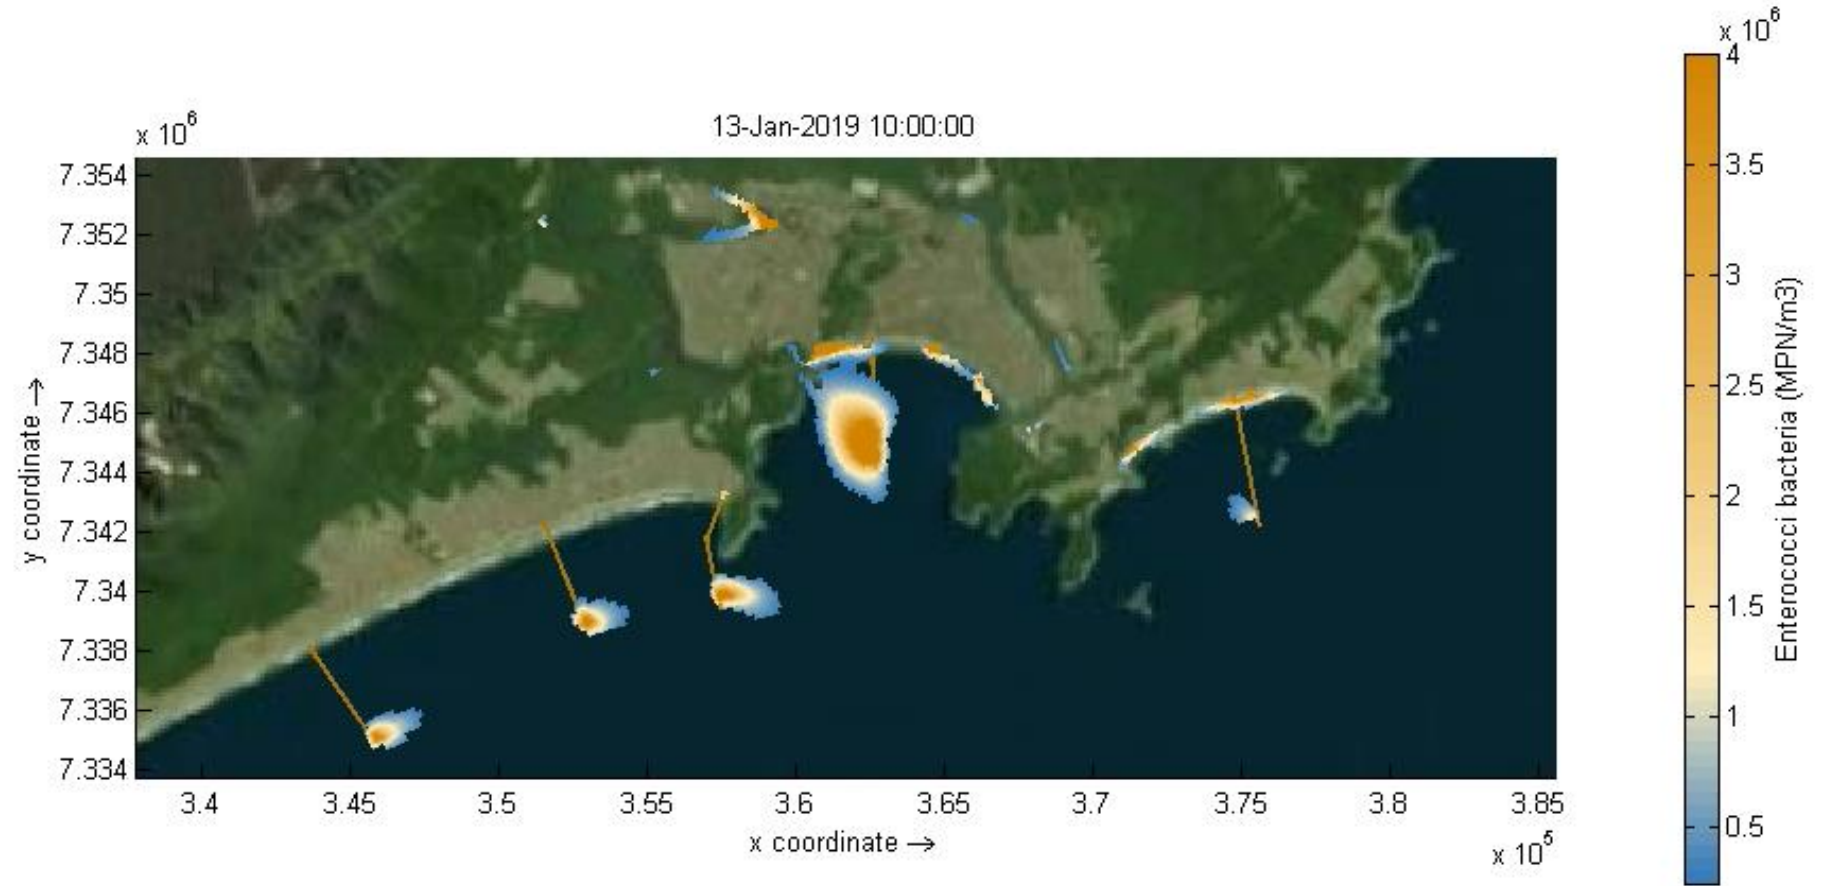 x 10^6
4
3.5
3
2.5
2
1.5
1
0.5
Enterococci bacteria (MPN/m3)
13-Jan-2019 10:00:00
x 10^6
7.354
7.352
7.35
7.348
7.346
7.344
7.342
7.34
7.338
7.336
7.334
y coordinate →
3.4 3.45 3.5 3.55 3.6 3.65 3.7 3.75 3.8 3.85
x coordinate →
x 10^5